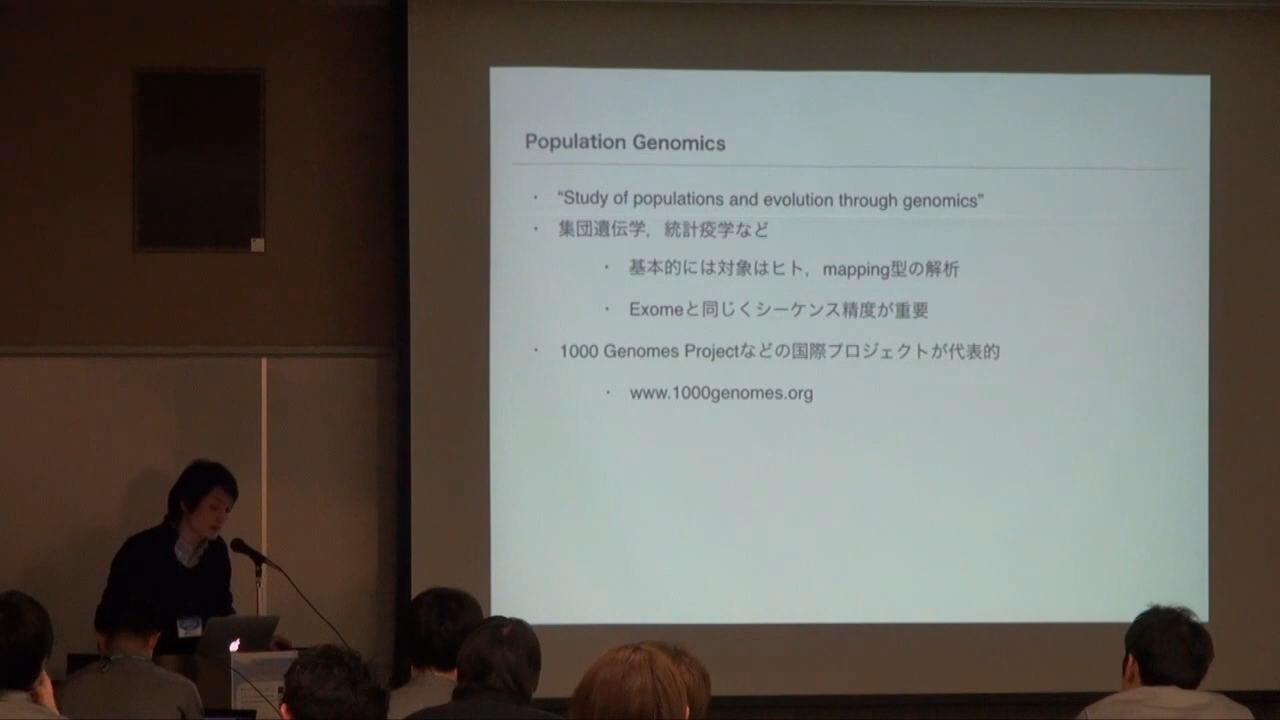 Population Genomics
・ “Study of populations and evolution through genomics”
・ 集団遺伝学，統計疫学など
・ 基本的には対象はヒト，mapping型の解析
・ Exomeと同じくシーケンス精度が重要
・ 1000 Genomes Projectなどの国際プロジェクトが代表的
・ www.1000genomes.org